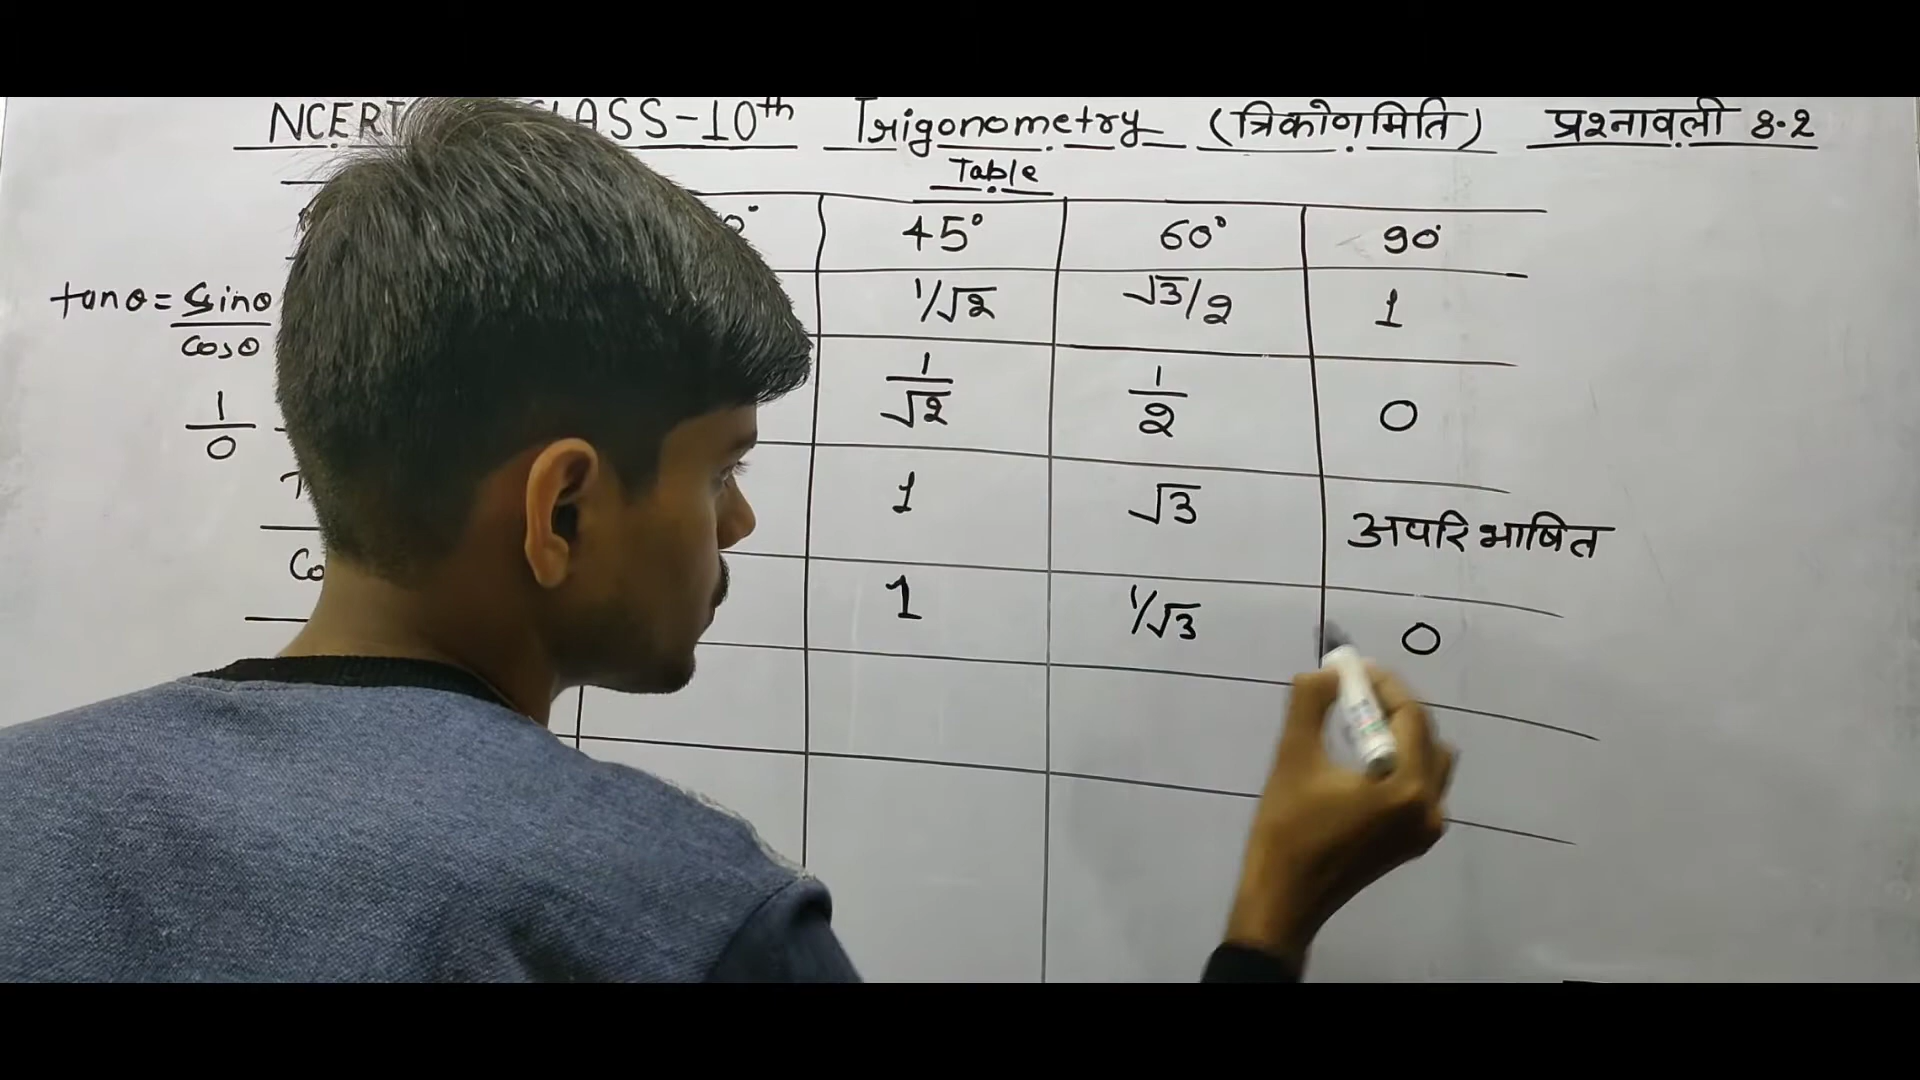 NCERT CLASS-10th Trigonometry (त्रिकोणमिति) प्रश्नावली 8.2
Table
45° 60° 90°
tanθ = sinθ/cosθ 1/√2 √3/2 1
1/0 1/√2 1/2 0
1 √3 अपरिभाषित
1 1/√3 0